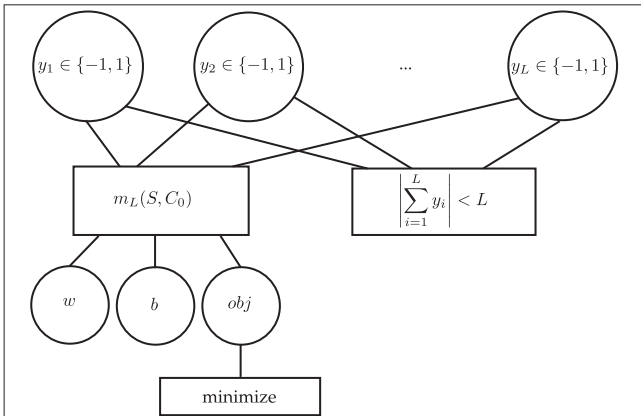 y_1 ∈ {−1, 1} y_2 ∈ {−1, 1} ... y_L ∈ {−1, 1}
m_L(S, C_0) |∑_{i=1}^{L} y_i| < L
w b obj
minimize